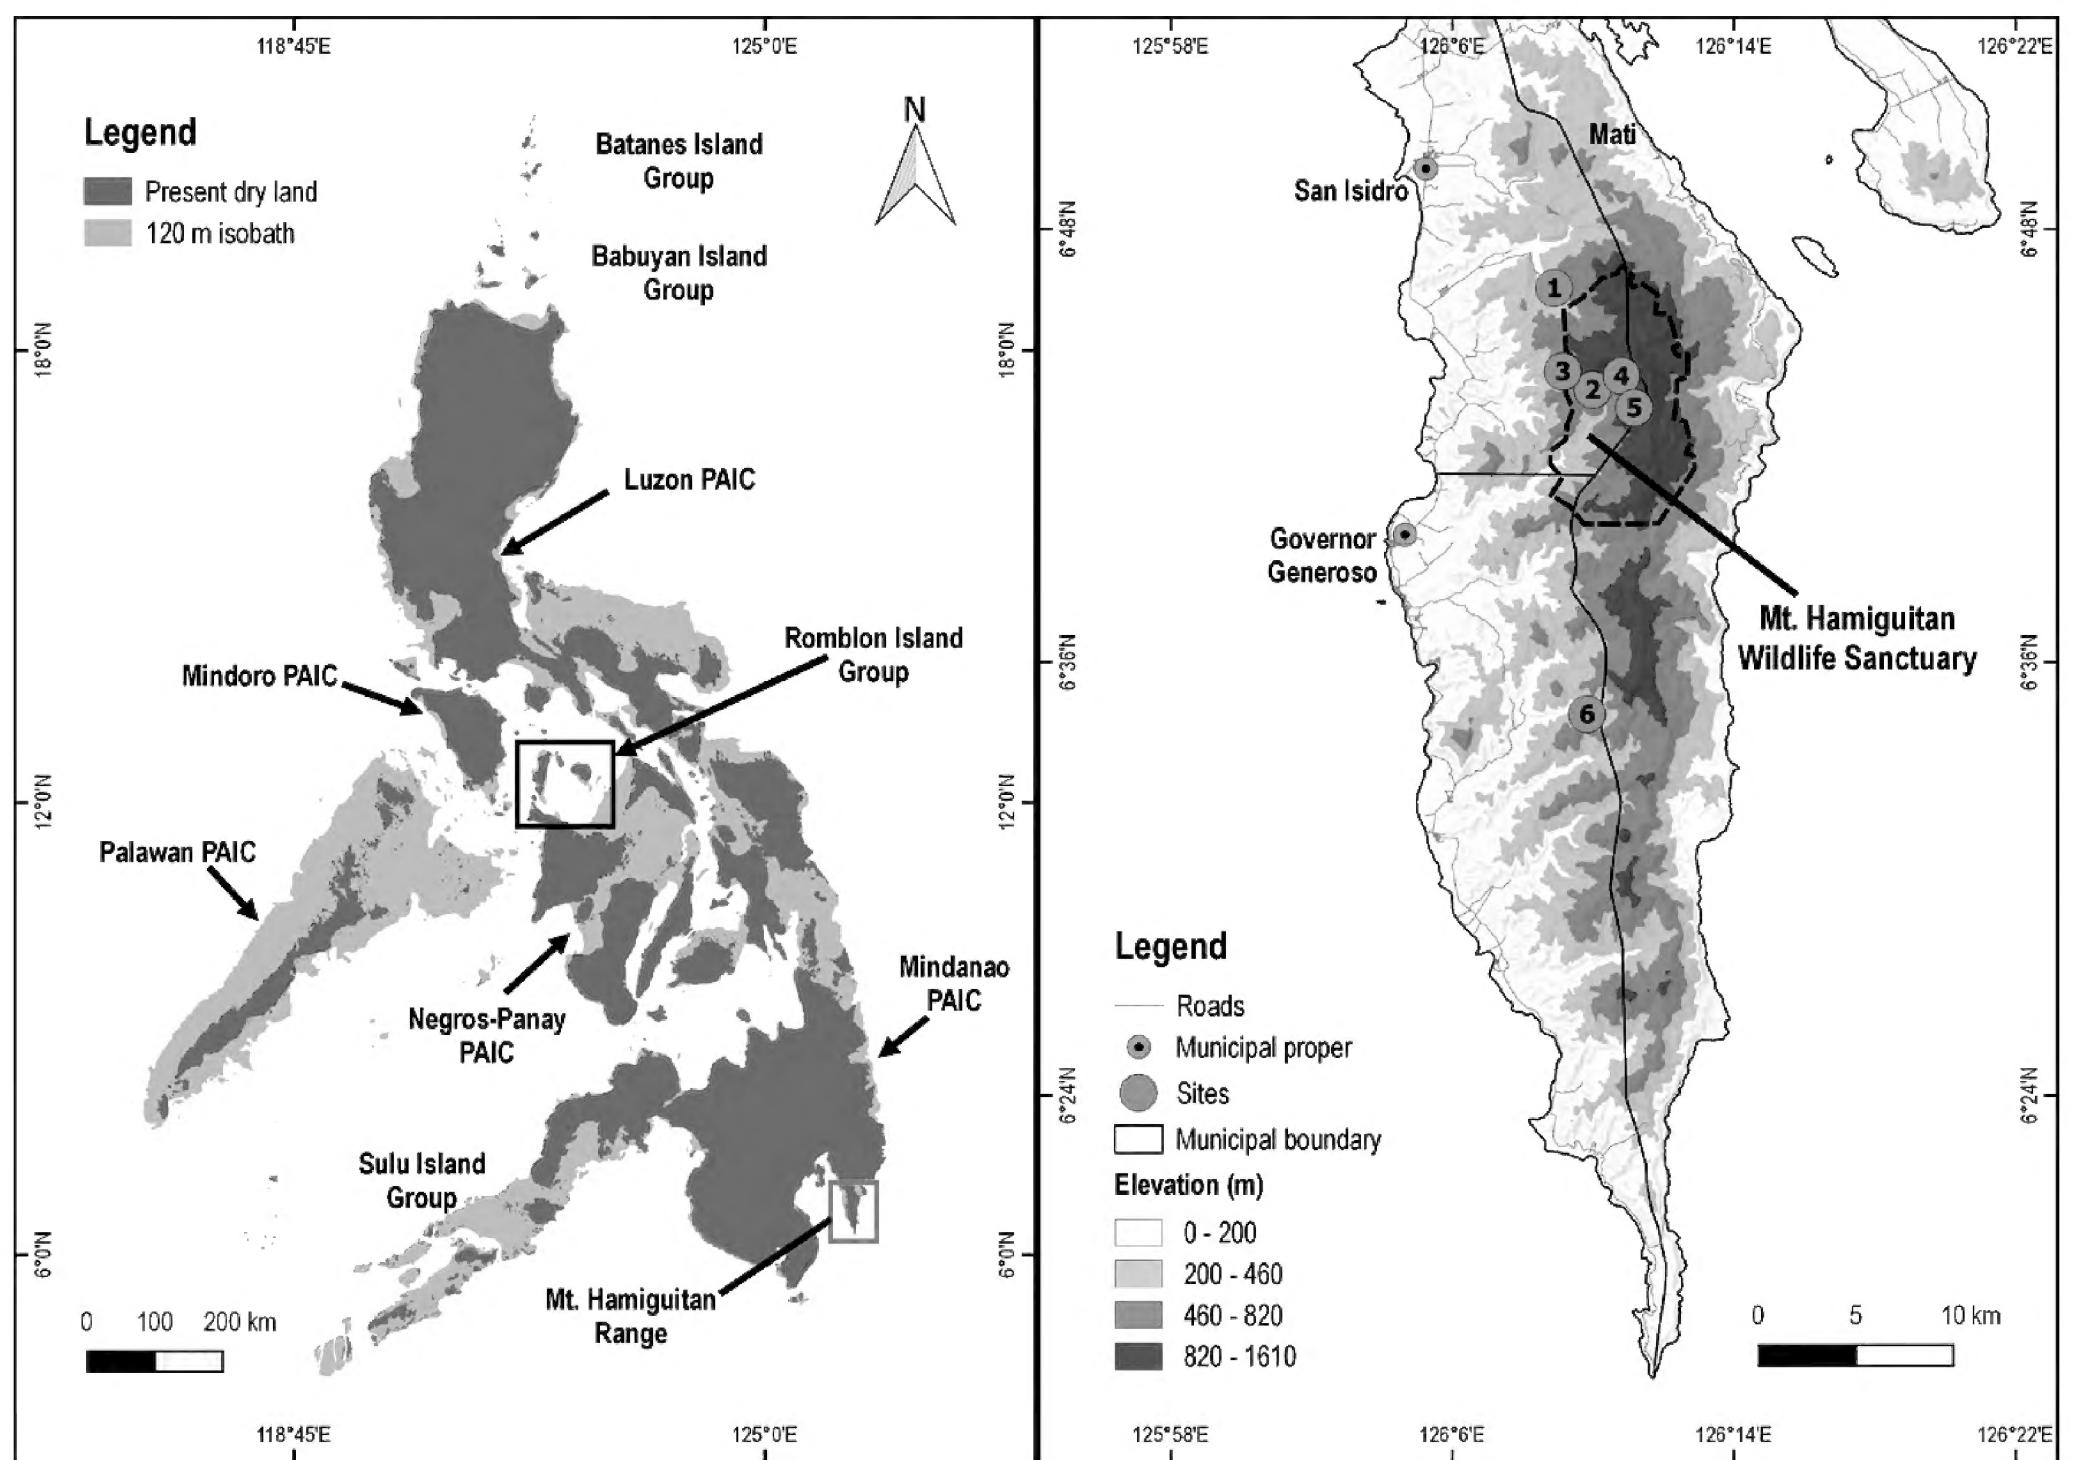 118°45'E
125°0'E
Legend
Present dry land
120 m isobath
N
Batanes Island
Group
Babuyan Island
Group
18°0'N
18°0'N
Luzon PAIC
Romblon Island
Group
Mindoro PAIC
12°0'N
12°0'N
Palawan PAIC
Negros-Panay
PAIC
Mindanao
PAIC
Sulu Island
Group
6°0'N
6°0'N
Mt. Hamiguitan
Range
0 100 200 km
118°45'E
125°0'E
125°58'E
126°6'E
126°14'E
126°22'E
Mati
San Isidro
6°48'N
6°48'N
1
3
2
4
5
Governor
Generoso
Mt. Hamiguitan
Wildlife Sanctuary
6°36'N
6°36'N
6
Legend
Roads
Municipal proper
Sites
Municipal boundary
Elevation (m)
0 - 200
200 - 460
460 - 820
820 - 1610
6°24'N
6°24'N
0 5 10 km
125°58'E
126°6'E
126°14'E
126°22'E